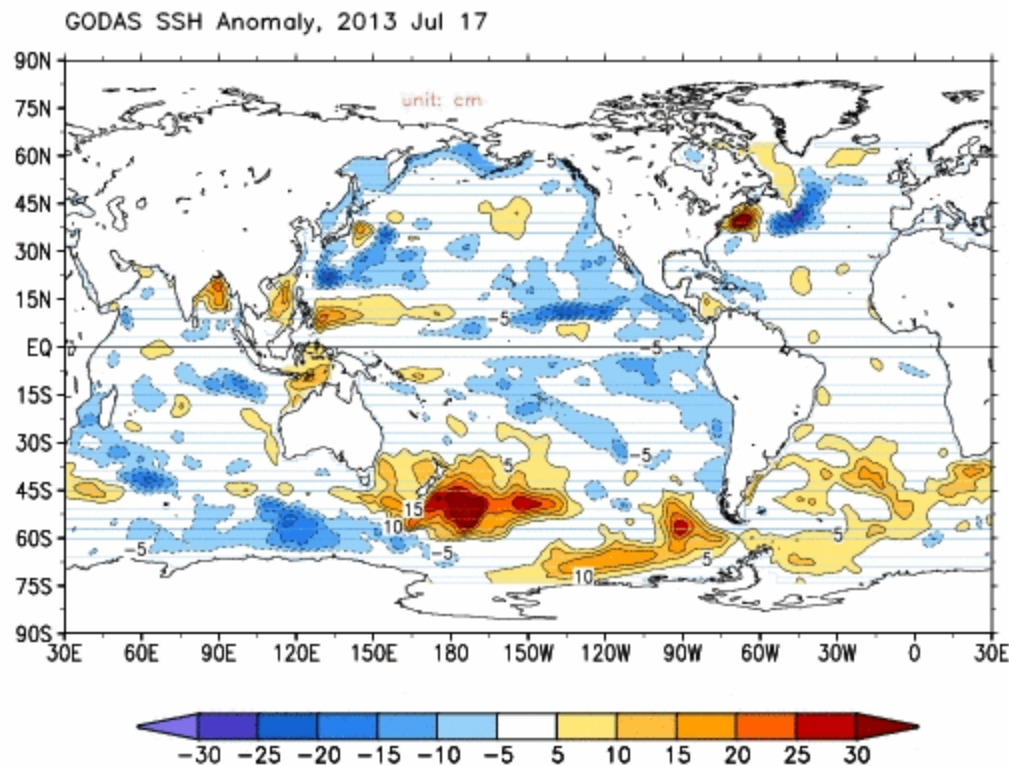 GODAS SSH Anomaly, 2013 Jul 17
90N
75N
unit: cm
60N
-5
45N
30N
15N
-5
0
EQ
-5
15S
30S
5
-5
45S
15
10
5
60S
-5
-5
5
10
75S
90S
30E 60E 90E 120E 150E 180 150W 120W 90W 60W 30W 0 30E
-30 -25 -20 -15 -10 -5 5 10 15 20 25 30